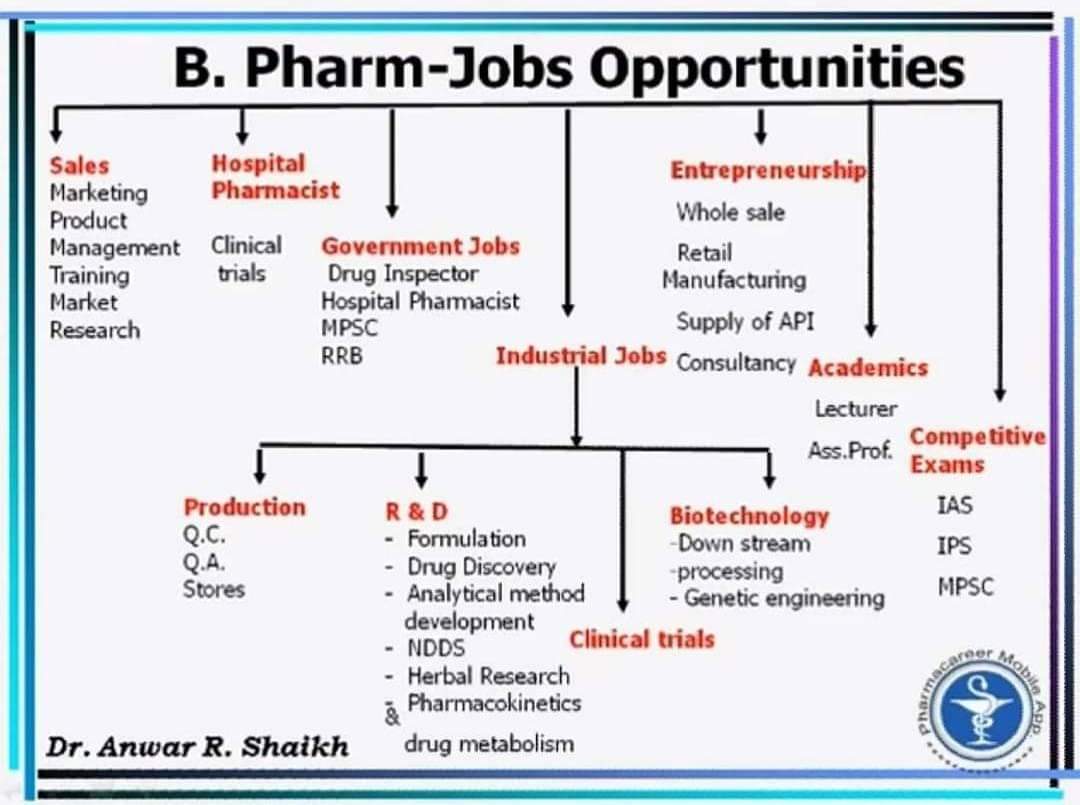 B. Pharm-Jobs Opportunities
Sales
Marketing
Product
Management
Training
Market
Research
Hospital
Pharmacist
Clinical
trials
Government Jobs
Drug Inspector
Hospital Pharmacist
MPSC
RRB
Industrial Jobs
Entrepreneurship
Whole sale
Retail
Manufacturing
Supply of API
Consultancy
Academics
Lecturer
Ass.Prof.
Competitive
Exams
IAS
IPS
MPSC
Production
Q.C.
Q.A.
Stores
R & D
- Formulation
- Drug Discovery
- Analytical method
development
- NDDS
- Herbal Research
- Pharmacokinetics
&
drug metabolism
Clinical trials
Biotechnology
-Down stream
-processing
- Genetic engineering
Dr. Anwar R. Shaikh
Pharmacareer Mobile App.